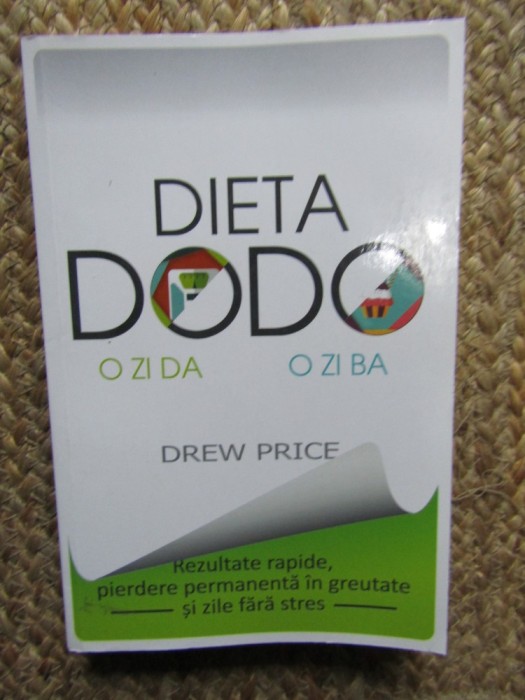 DIETA
DODO
O ZI DA O ZI BA
DREW PRICE
Rezultate rapide,
pierdere permanentă în greutate
și zile fără stres